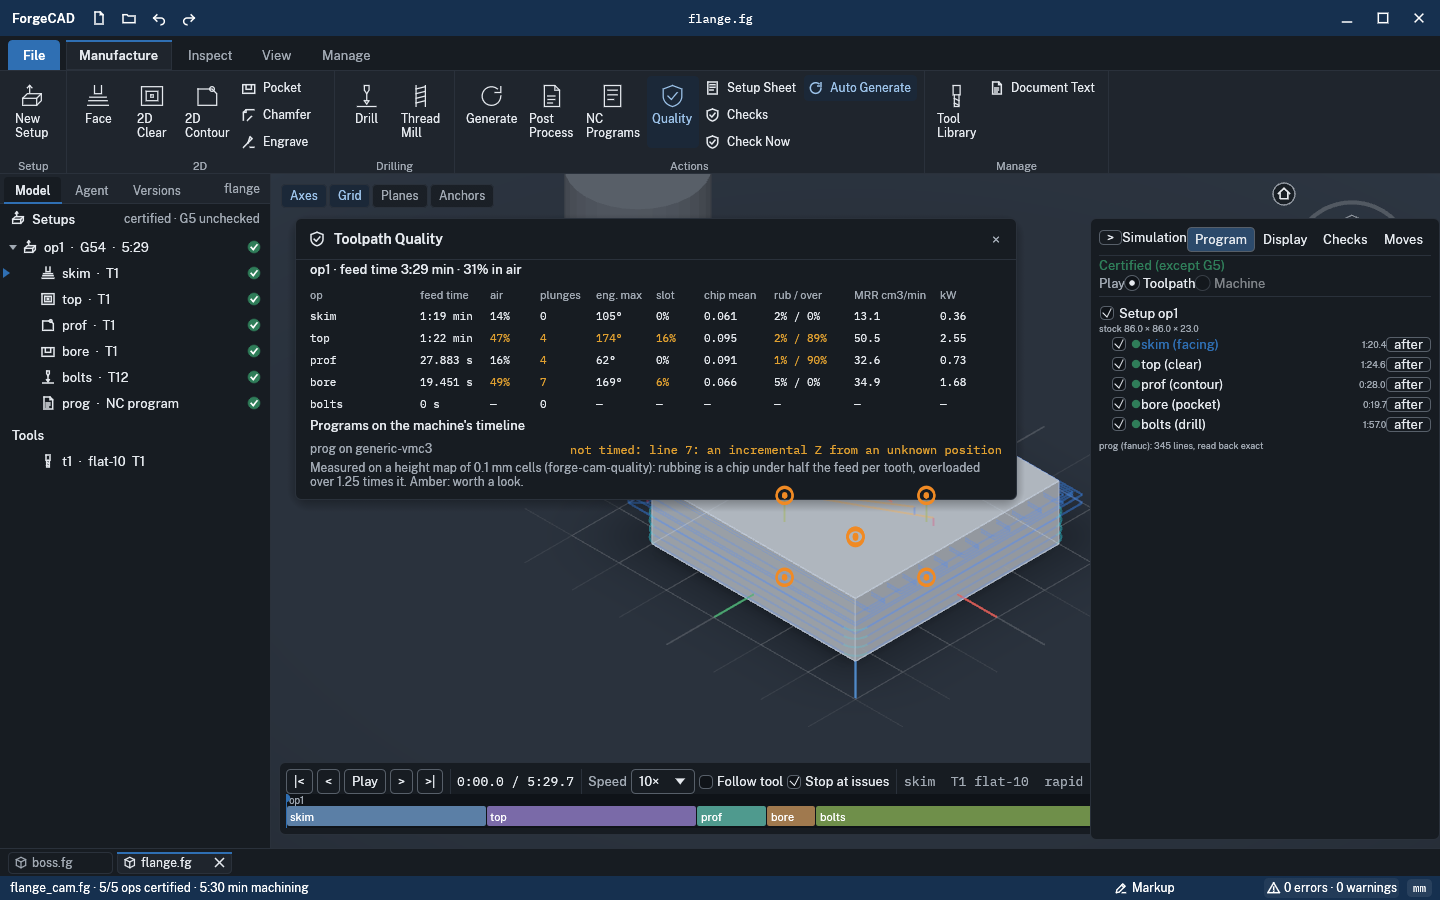 ForgeCAD
flange.fg
File
Manufacture
Inspect
View
Manage
New Setup
Face
2D Clear
2D Contour
Pocket
Chamfer
Engrave
Drill
Thread Mill
Generate
Post Process
NC Programs
Quality
Setup Sheet
Checks
Check Now
Auto Generate
Tool Library
Document Text
Setup
2D
Drilling
Actions
Manage
Model
Agent
Versions
flange
Setups
certified · G5 unchecked
op1 · G54 · 5:29
skim · T1
top · T1
prof · T1
bore · T1
bolts · T12
prog · NC program
Tools
t1 · flat-10 T1
Axes
Grid
Planes
Anchors
Toolpath Quality
×
op1 · feed time 3:29 min · 31% in air
op feed time air plunges eng. max slot chip mean rub / over MRR cm3/min kW
skim 1:19 min 14% 0 105° 0% 0.061 2% / 0% 13.1 0.36
top 1:22 min 47% 4 174° 16% 0.095 2% / 89% 50.5 2.55
prof 27.883 s 16% 4 62° 0% 0.091 1% / 90% 32.6 0.73
bore 19.451 s 49% 7 169° 6% 0.066 5% / 0% 34.9 1.68
bolts 0 s — 0 — — — — — —
Programs on the machine's timeline
prog on generic-vmc3
not timed: line 7: an incremental Z from an unknown position
Measured on a height map of 0.1 mm cells (forge-cam-quality): rubbing is a chip under half the feed per tooth, overloaded
over 1.25 times it. Amber: worth a look.
> Simulation
Program
Display
Checks
Moves
Certified (except G5)
Play Toolpath Machine
Setup op1
stock 86.0 × 86.0 × 23.0
skim (facing) 1:20.4 after
top (clear) 1:24.6 after
prof (contour) 0:28.0 after
bore (pocket) 0:19.7 after
bolts (drill) 1:57.0 after
prog (fanuc): 345 lines, read back exact
|< < Play > >| 0:00.0 / 5:29.7 Speed 10× Follow tool Stop at issues skim T1 flat-10 rapid
op1
skim
top
prof
bore
bolts
boss.fg
flange.fg
flange_cam.fg · 5/5 ops certified · 5:30 min machining
Markup
0 errors · 0 warnings
mm